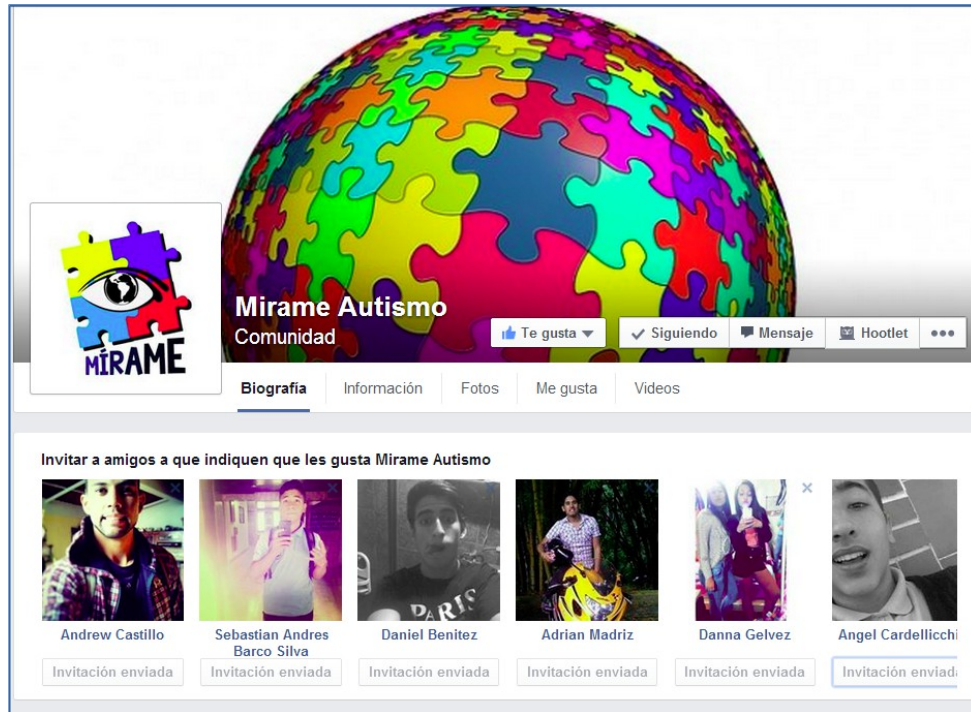 MÍRAME
Mirame Autismo
Comunidad
Te gusta
Siguiendo
Mensaje
Hootlet
Biografía
Información
Fotos
Me gusta
Videos
Invitar a amigos a que indiquen que les gusta Mirame Autismo
PARIS
Andrew Castillo
Sebastian Andres
Barco Silva
Daniel Benitez
Adrian Madriz
Danna Gelvez
Angel Cardellicchi
Invitación enviada
Invitación enviada
Invitación enviada
Invitación enviada
Invitación enviada
Invitación enviada